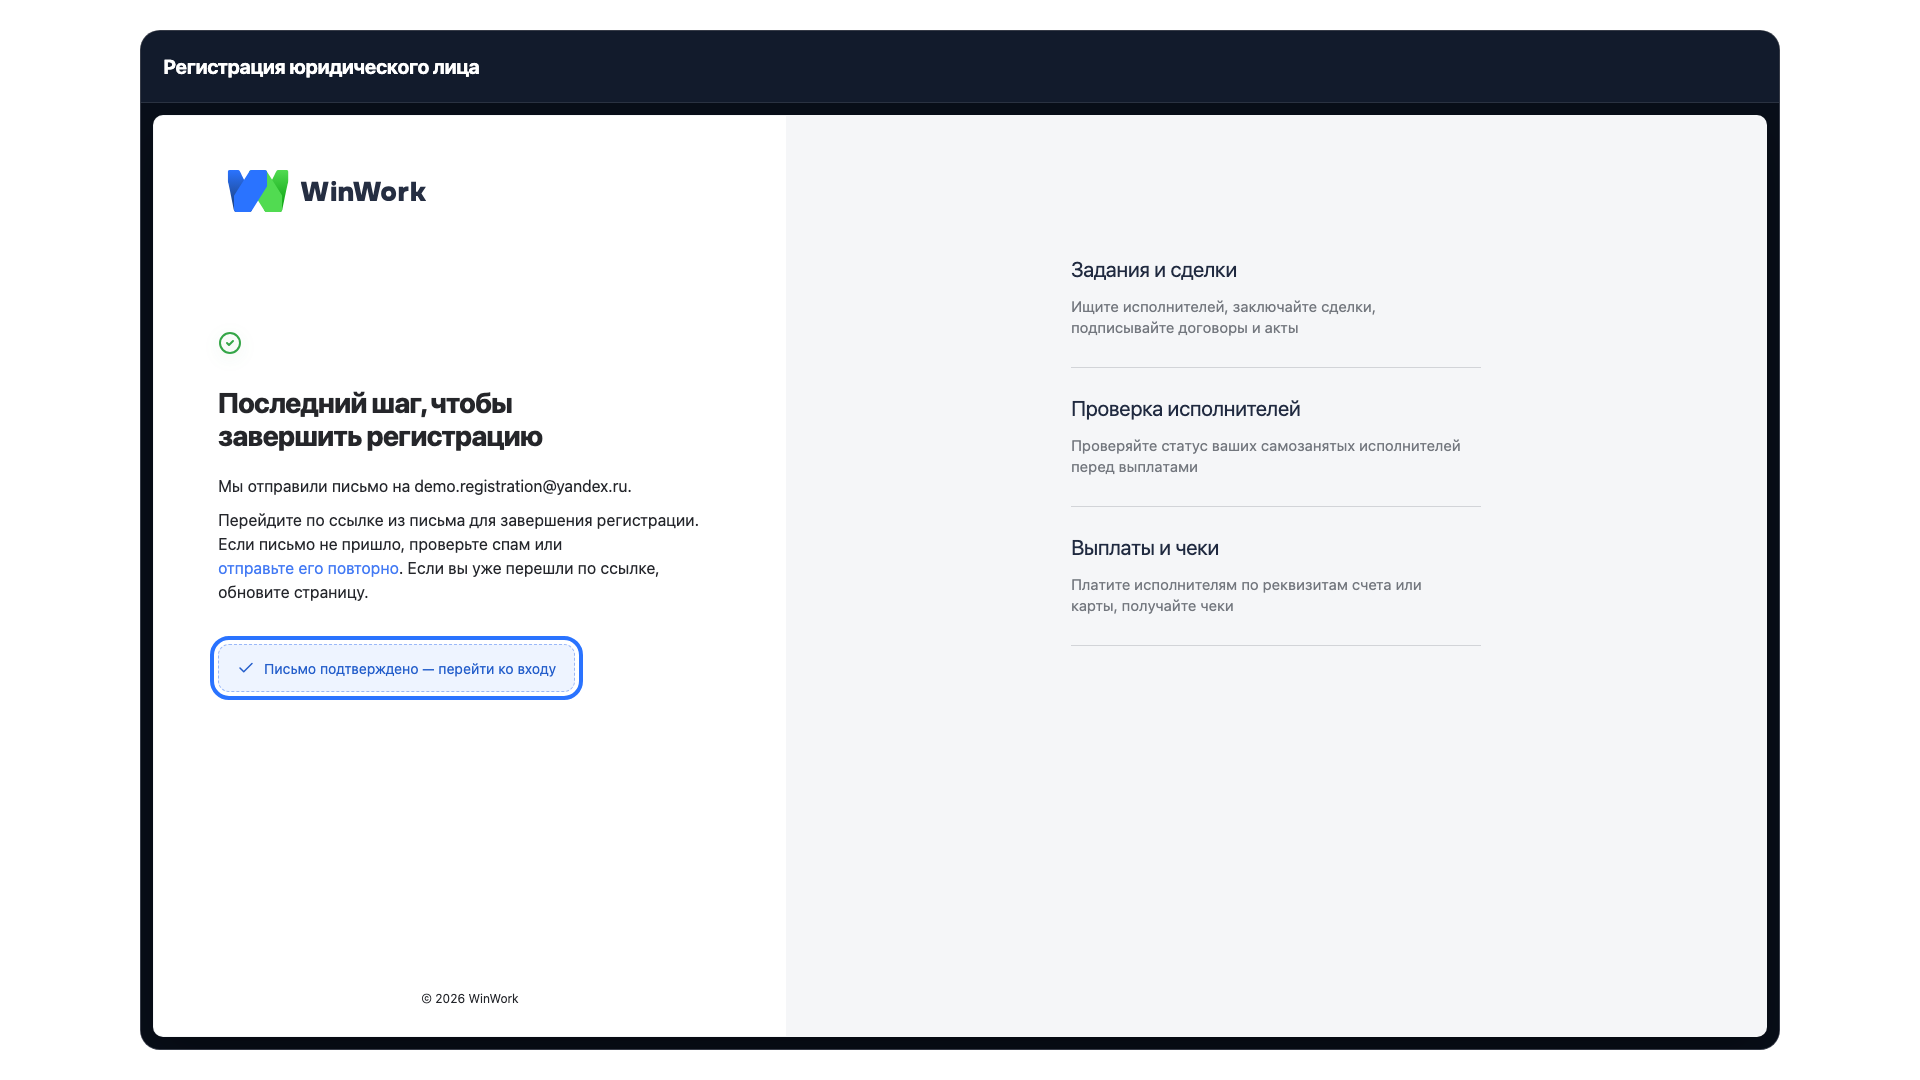 Регистрация юридического лица
WinWork
Последний шаг, чтобы
завершить регистрацию
Мы отправили письмо на demo.registration@yandex.ru.
Перейдите по ссылке из письма для завершения регистрации.
Если письмо не пришло, проверьте спам или
отправьте его повторно. Если вы уже перешли по ссылке,
обновите страницу.
Письмо подтверждено — перейти ко входу
© 2026 WinWork
Задания и сделки
Ищите исполнителей, заключайте сделки,
подписывайте договоры и акты
Проверка исполнителей
Проверяйте статус ваших самозанятых исполнителей
перед выплатами
Выплаты и чеки
Платите исполнителям по реквизитам счета или
карты, получайте чеки